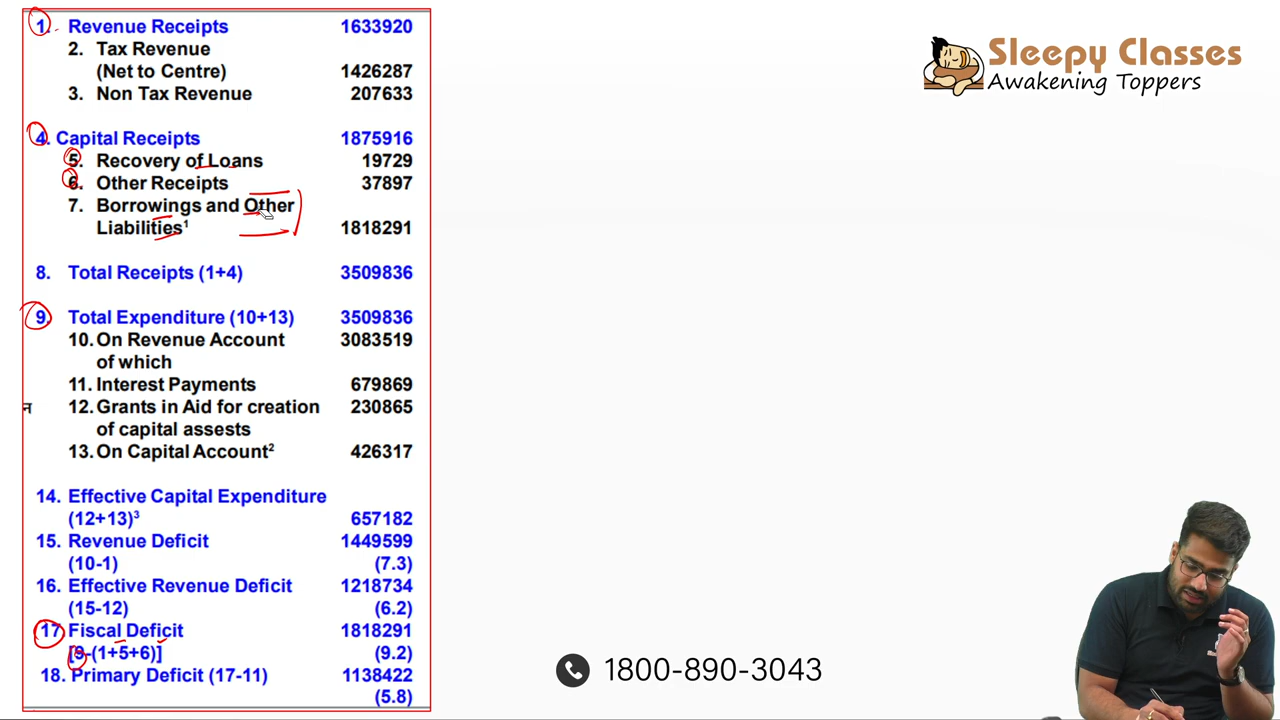 1. Revenue Receipts 1633920
2. Tax Revenue
(Net to Centre) 1426287
3. Non Tax Revenue 207633
4. Capital Receipts 1875916
5. Recovery of Loans 19729
6. Other Receipts 37897
7. Borrowings and Other
Liabilities¹ 1818291
8. Total Receipts (1+4) 3509836
9. Total Expenditure (10+13) 3509836
10. On Revenue Account 3083519
of which
11. Interest Payments 679869
न 12. Grants in Aid for creation 230865
of capital assests
13. On Capital Account² 426317
14. Effective Capital Expenditure
(12+13)³ 657182
15. Revenue Deficit 1449599
(10-1) (7.3)
16. Effective Revenue Deficit 1218734
(15-12) (6.2)
17 Fiscal Deficit 1818291
[9-(1+5+6)] (9.2)
18. Primary Deficit (17-11) 1138422
(5.8)
Sleepy Classes
Awakening Toppers
1800-890-3043